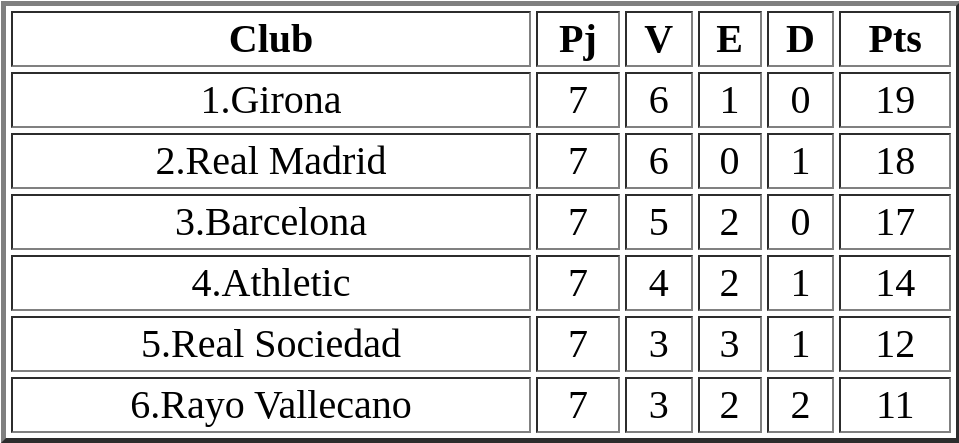 Club Pj V E D Pts
1.Girona 7 6 1 0 19
2.Real Madrid 7 6 0 1 18
3.Barcelona 7 5 2 0 17
4.Athletic 7 4 2 1 14
5.Real Sociedad 7 3 3 1 12
6.Rayo Vallecano 7 3 2 2 11